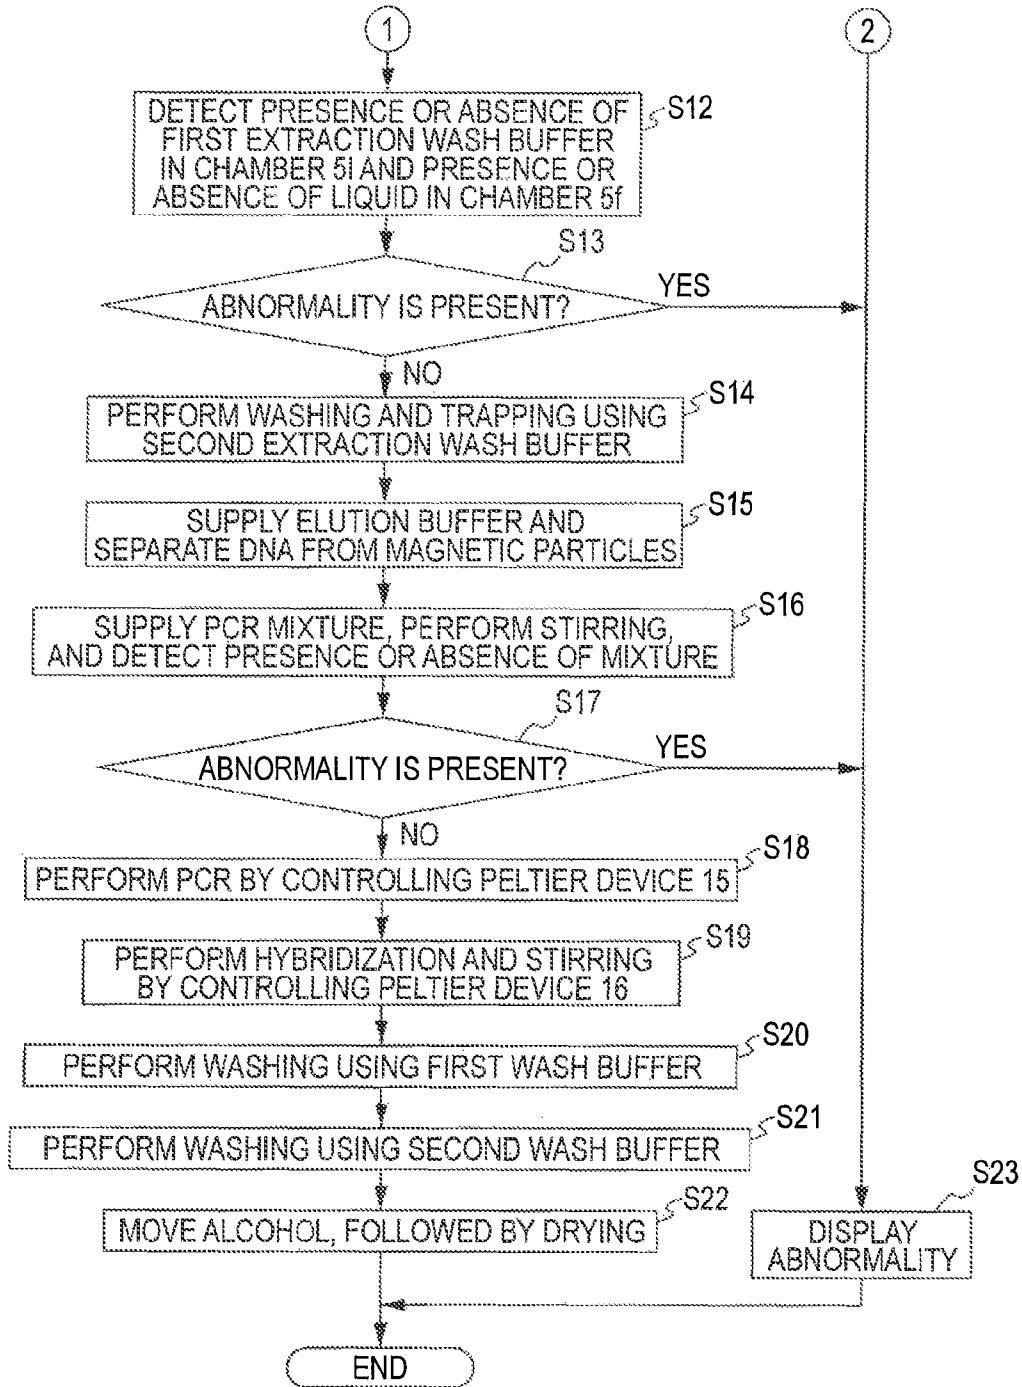 1
2
S12
DETECT PRESENCE OR ABSENCE OF
FIRST EXTRACTION WASH BUFFER
IN CHAMBER 5l AND PRESENCE OR
ABSENCE OF LIQUID IN CHAMBER 5f
S13
ABNORMALITY IS PRESENT?
YES
NO
S14
PERFORM WASHING AND TRAPPING USING
SECOND EXTRACTION WASH BUFFER
S15
SUPPLY ELUTION BUFFER AND
SEPARATE DNA FROM MAGNETIC PARTICLES
S16
SUPPLY PCR MIXTURE, PERFORM STIRRING,
AND DETECT PRESENCE OR ABSENCE OF MIXTURE
S17
ABNORMALITY IS PRESENT?
YES
NO
S18
PERFORM PCR BY CONTROLLING PELTIER DEVICE 15
S19
PERFORM HYBRIDIZATION AND STIRRING
BY CONTROLLING PELTIER DEVICE 16
S20
PERFORM WASHING USING FIRST WASH BUFFER
S21
PERFORM WASHING USING SECOND WASH BUFFER
S22
MOVE ALCOHOL, FOLLOWED BY DRYING
S23
DISPLAY
ABNORMALITY
END